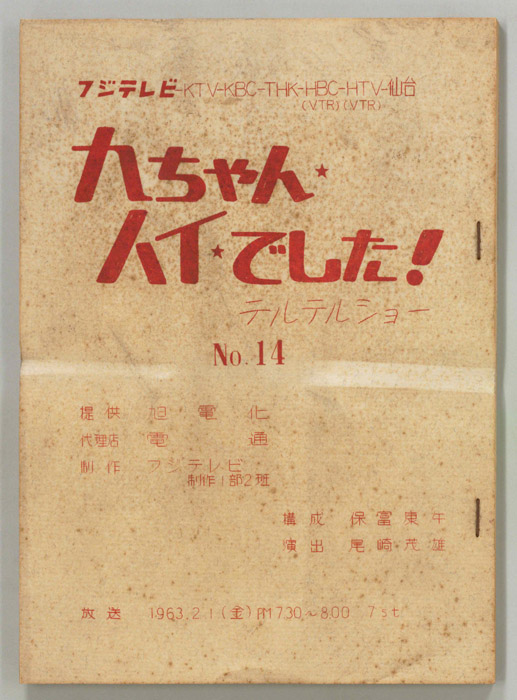 フジテレビ-KTV-KBC-THK-HBC-HTV-仙台
(VTR)(VTR)
九ちゃん★
ハイ★でした!
テルテルショー
No.14
提供 旭電化
代理店 電通
制作 フジテレビ
制作1部2班
構成 保富東午
演出 尾崎茂雄
放送 1963.2.1(金)PM7.30~8.00 7st